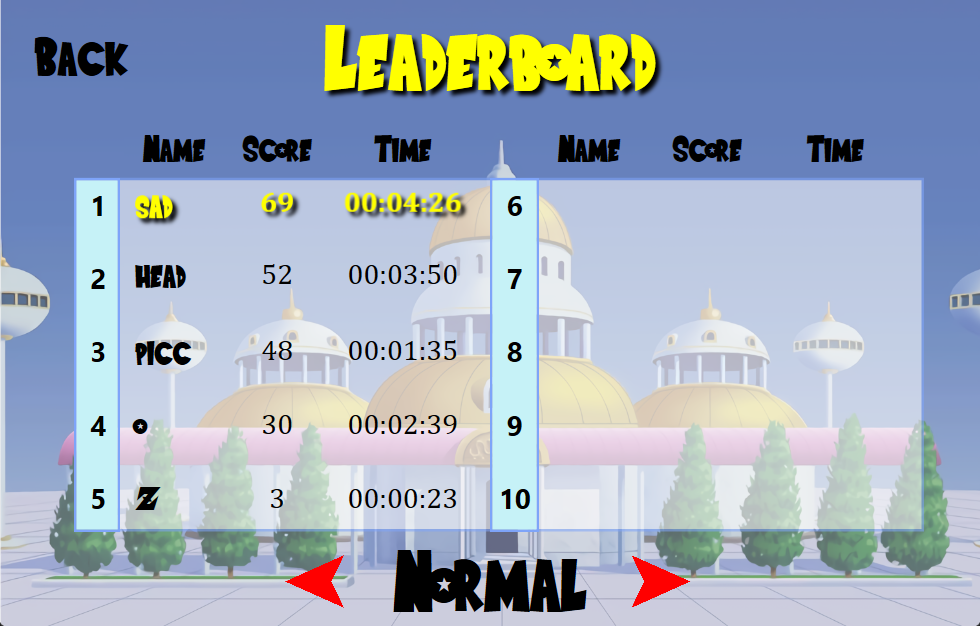 BACK
LEADERBOARD
NAME SCORE TIME NAME SCORE TIME
1 SAD 69 00:04:26 6
2 HEAD 52 00:03:50 7
3 PICC 48 00:01:35 8
4 O 30 00:02:39 9
5 Z 3 00:00:23 10
NORMAL